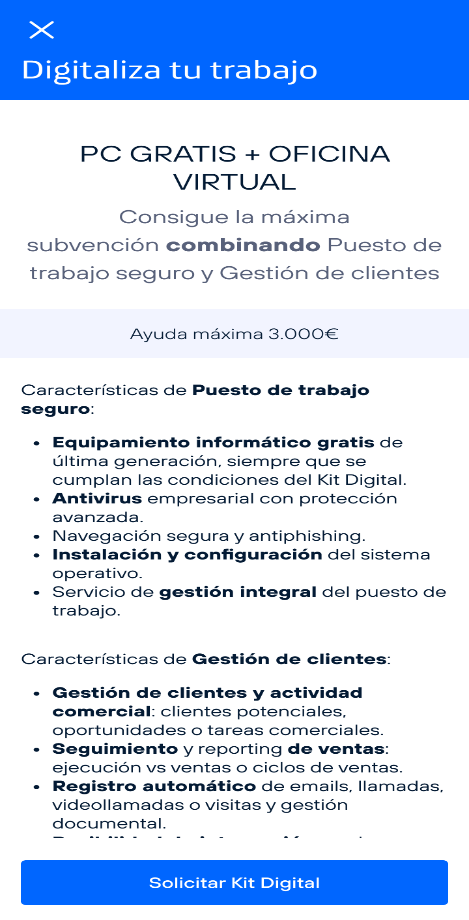 Digitaliza tu trabajo
PC GRATIS + OFICINA
VIRTUAL
Consigue la máxima
subvención combinando Puesto de
trabajo seguro y Gestión de clientes
Ayuda máxima 3.000€
Características de Puesto de trabajo
seguro:
• Equipamiento informático gratis de
última generación, siempre que se
cumplan las condiciones del Kit Digital.
• Antivirus empresarial con protección
avanzada.
• Navegación segura y antiphishing.
• Instalación y configuración del sistema
operativo.
• Servicio de gestión integral del puesto de
trabajo.
Características de Gestión de clientes:
• Gestión de clientes y actividad
comercial: clientes potenciales,
oportunidades o tareas comerciales.
• Seguimiento y reporting de ventas:
ejecución vs ventas o ciclos de ventas.
• Registro automático de emails, llamadas,
videollamadas o visitas y gestión
documental.
Solicitar Kit Digital